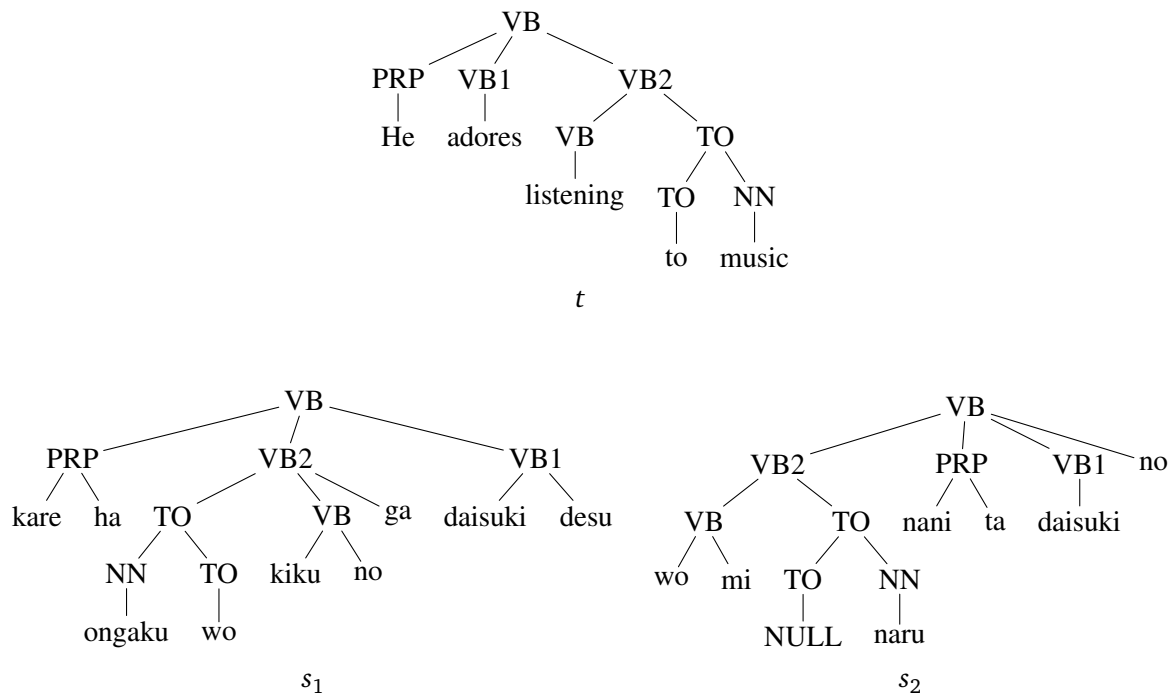 VB
PRP VB1 VB2
He adores VB TO
listening TO NN
to music
t
VB
PRP VB2 VB1
kare ha TO VB ga daisuki desu
NN TO kiku no
ongaku wo
s1
VB
VB2 PRP VB1 no
VB TO nani ta daisuki
wo mi TO NN
NULL naru
s2